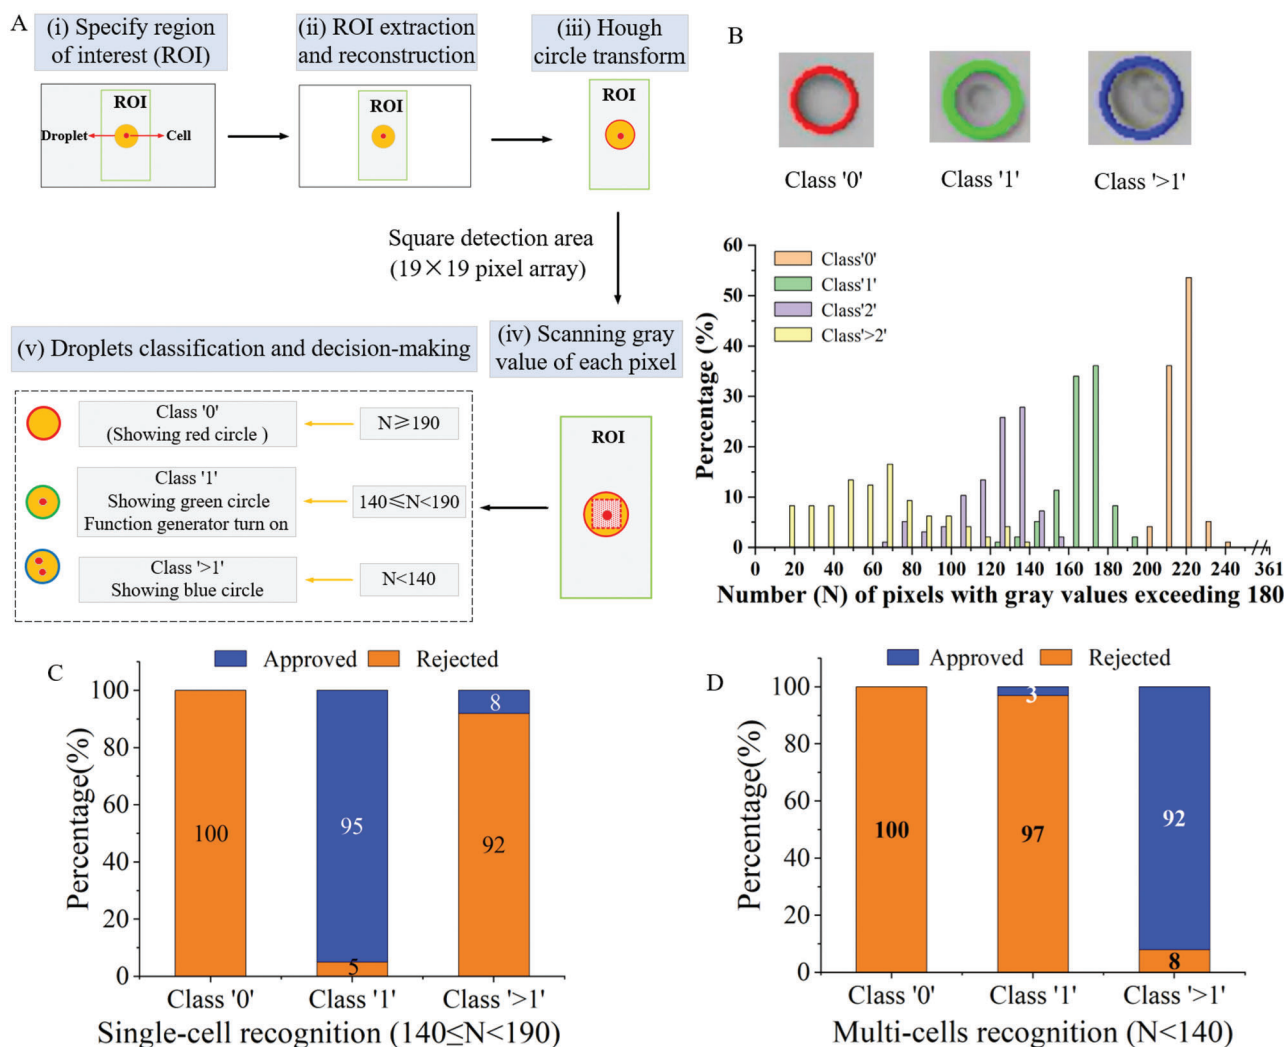 A
(i) Specify region
of interest (ROI)
(ii) ROI extraction
and reconstruction
(iii) Hough
circle transform
ROI
Droplet
Cell
ROI
ROI
Square detection area
(19×19 pixel array)
(v) Droplets classification and decision-making
(iv) Scanning gray
value of each pixel
Class '0'
(Showing red circle )
N≥190
Class '1'
Showing green circle
Function generator turn on
140≤N<190
Class '>1'
Showing blue circle
N<140
ROI
B
Class '0'
Class '1'
Class '>1'
Class'0'
Class'1'
Class'2'
Class'>2'
Percentage (%)
60
50
40
30
20
10
0
0 20 40 60 80 100 120 140 160 180 200 220 240 361
Number (N) of pixels with gray values exceeding 180
C
Approved
Rejected
Percentage(%)
100
80
60
40
20
0
100
95
5
8
92
Class '0'
Class '1'
Class '>1'
Single-cell recognition (140≤N<190)
D
Approved
Rejected
Percentage(%)
100
80
60
40
20
0
100
3
97
92
8
Class '0'
Class '1'
Class '>1'
Multi-cells recognition (N<140)